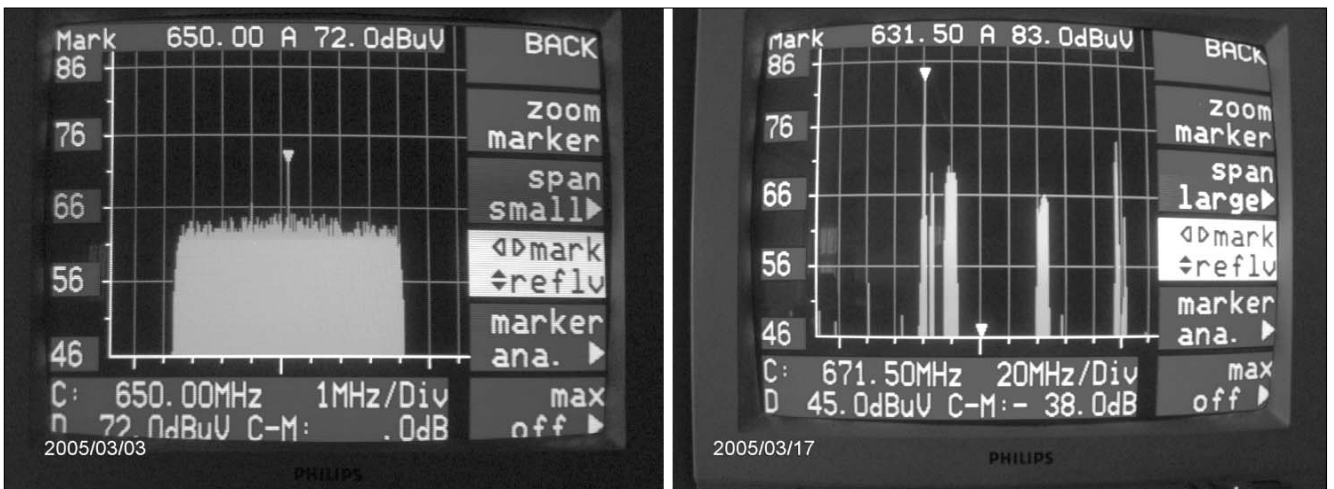 Mark 650.00 A 72.0dBuV
BACK
86
zoom
marker
76
span
small▶
66
◁▷mark
♦reflv
56
marker
ana. ▶
46
C: 650.00MHz 1MHz/Div
D 72.0dBuV C-M: .0dB
max
off ▶
2005/03/03
PHILIPS
Mark 631.50 A 83.0dBuV
BACK
86
zoom
marker
76
span
large▶
66
◁▷mark
♦reflv
56
marker
ana. ▶
46
C: 671.50MHz 20MHz/Div
D 45.0dBuV C-M:- 38.0dB
max
off ▶
2005/03/17
PHILIPS